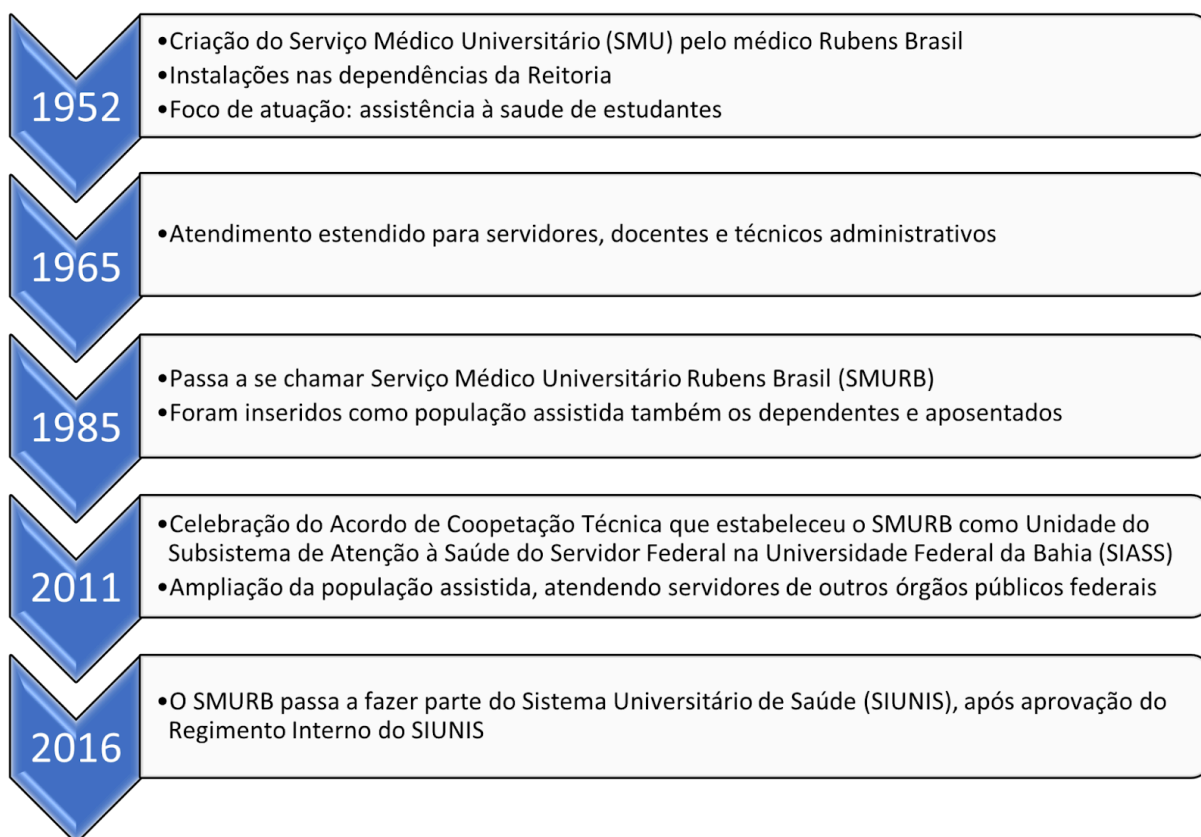 1952
•Criação do Serviço Médico Universitário (SMU) pelo médico Rubens Brasil
•Instalações nas dependências da Reitoria
•Foco de atuação: assistência à saude de estudantes
1965
•Atendimento estendido para servidores, docentes e técnicos administrativos
1985
•Passa a se chamar Serviço Médico Universitário Rubens Brasil (SMURB)
•Foram inseridos como população assistida também os dependentes e aposentados
2011
•Celebração do Acordo de Coopetação Técnica que estabeleceu o SMURB como Unidade do
Subsistema de Atenção à Saúde do Servidor Federal na Universidade Federal da Bahia (SIASS)
•Ampliação da população assistida, atendendo servidores de outros órgãos públicos federais
2016
•O SMURB passa a fazer parte do Sistema Universitário de Saúde (SIUNIS), após aprovação do
Regimento Interno do SIUNIS